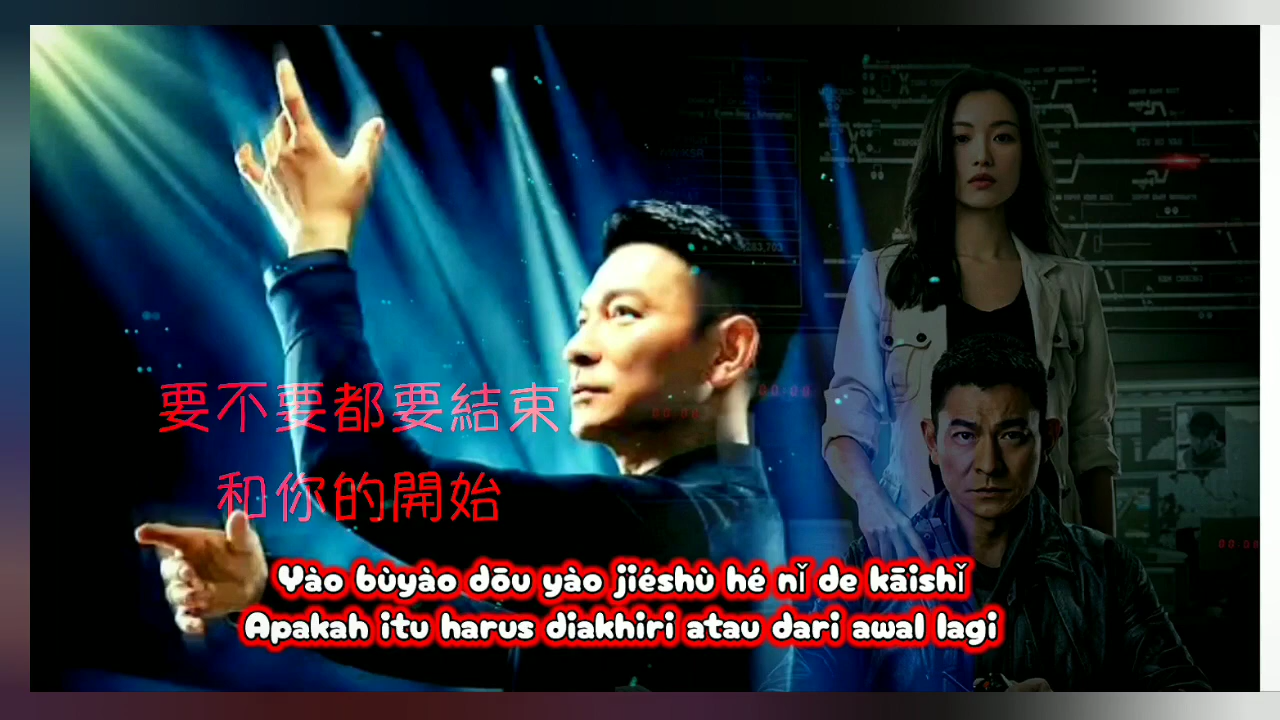 要不要都要結束
和你的開始
Yào bùyào dōu yào jiéshù hé nǐ de kāishǐ
Apakah itu harus diakhiri atau dari awal lagi